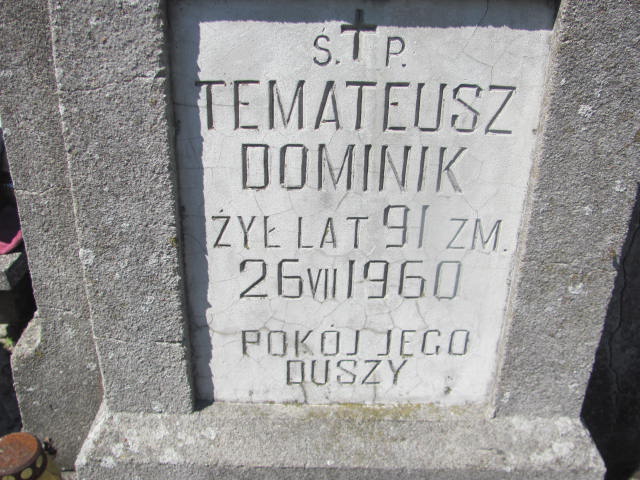 Ś. P.
TEMATEUSZ
DOMINIK
ŻYŁ LAT 91 ZM.
26 VII 1960
POKÓJ JEGO
DUSZY